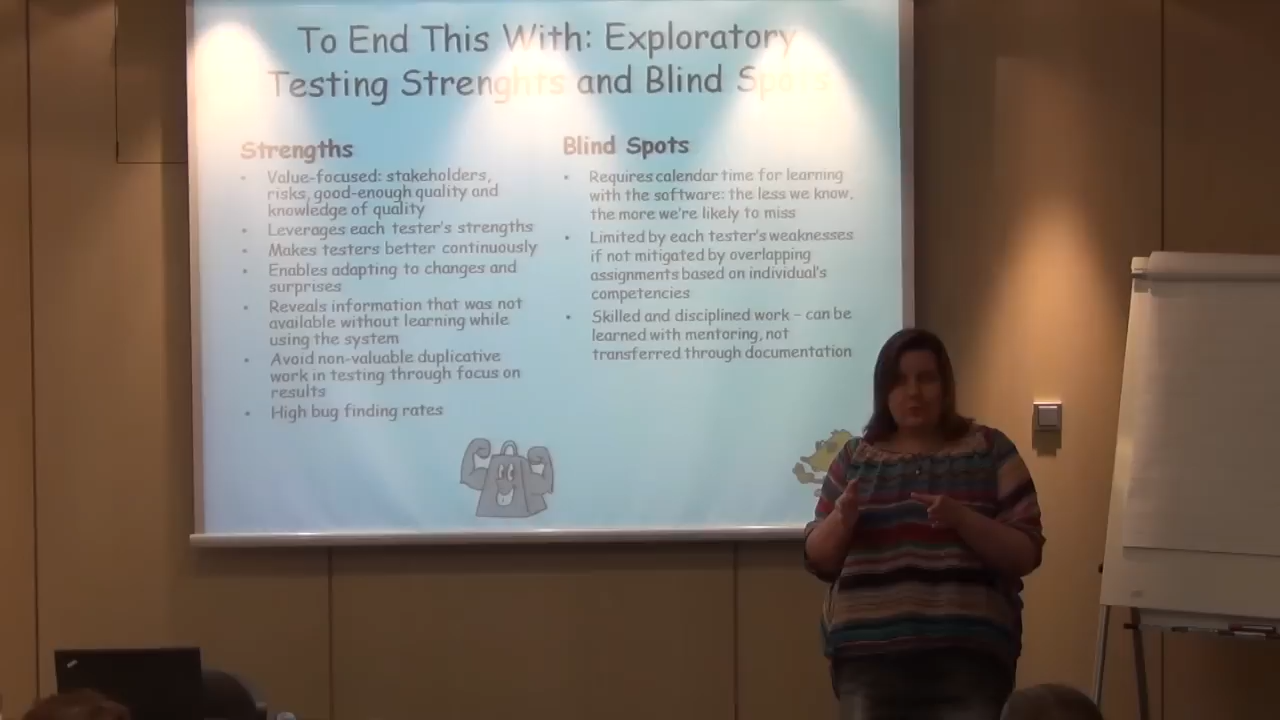 To End This With: Exploratory
Testing Strenghts and Blind Spots
Strengths
• Value-focused: stakeholders,
risks, good-enough quality and
knowledge of quality
• Leverages each tester's strengths
• Makes testers better continuously
• Enables adapting to changes and
surprises
• Reveals information that was not
available without learning while
using the system
• Avoid non-valuable duplicative
work in testing through focus on
results
• High bug finding rates
Blind Spots
• Requires calendar time for learning
with the software: the less we know,
the more we're likely to miss
• Limited by each tester's weaknesses
if not mitigated by overlapping
assignments based on individual's
competencies
• Skilled and disciplined work – can be
learned with mentoring, not
transferred through documentation